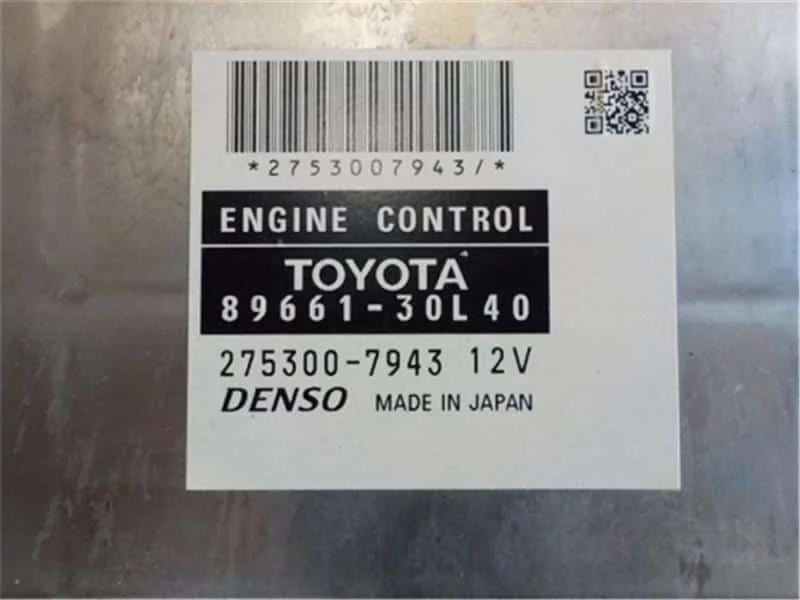 *2753007943/*
ENGINE CONTROL
TOYOTA
89661-30L40
275300-7943 12V
DENSO MADE IN JAPAN